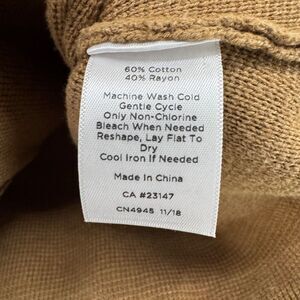 60% Cotton
40% Rayon
Machine Wash Cold
Gentle Cycle
Only Non-Chlorine
Bleach When Needed
Reshape, Lay Flat To
Dry
Cool Iron If Needed
Made In China
CA #23147
CN4945 11/18